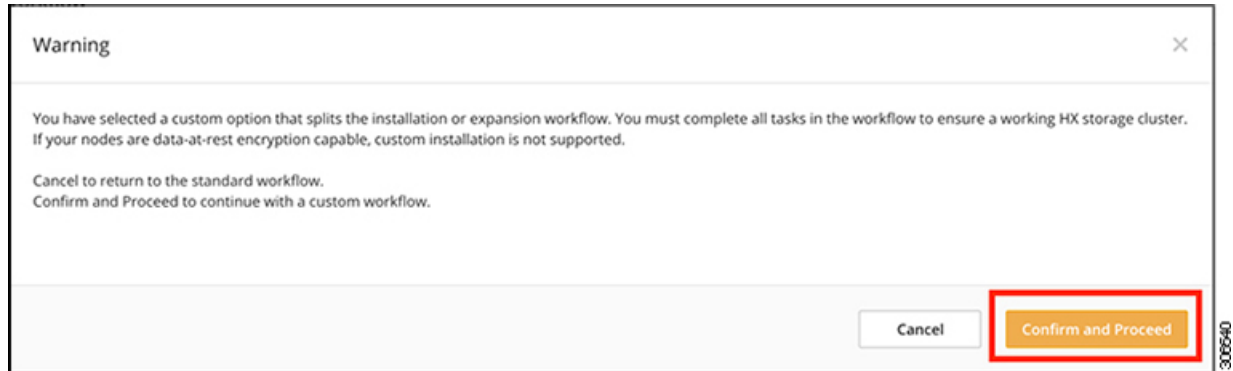 Warning
You have selected a custom option that splits the installation or expansion workflow. You must complete all tasks in the workflow to ensure a working HX storage cluster.
If your nodes are data-at-rest encryption capable, custom installation is not supported.
Cancel to return to the standard workflow.
Confirm and Proceed to continue with a custom workflow.
Cancel
Confirm and Proceed
306540